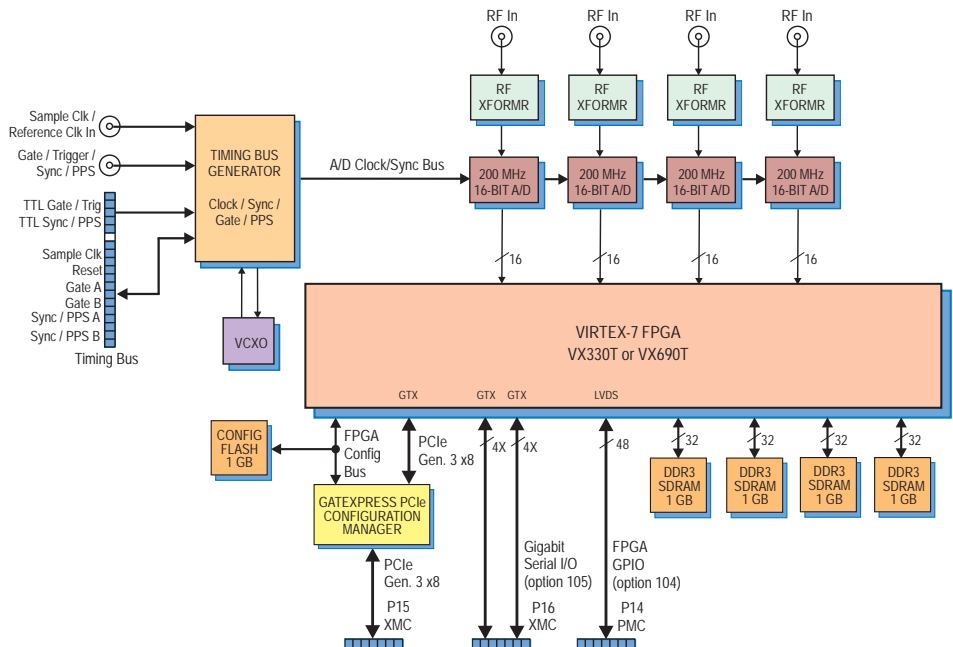 RF In
RF In
RF In
RF In
RF
XFORMR
RF
XFORMR
RF
XFORMR
RF
XFORMR
Sample Clk /
Reference Clk In
Gate / Trigger /
Sync / PPS
TTL Gate / Trig
TTL Sync / PPS
Sample Clk
Reset
Gate A
Gate B
Sync / PPS A
Sync / PPS B
Timing Bus
TIMING BUS
GENERATOR
Clock / Sync /
Gate / PPS
VCXO
A/D Clock/Sync Bus
200 MHz
16-BIT A/D
200 MHz
16-BIT A/D
200 MHz
16-BIT A/D
200 MHz
16-BIT A/D
16
16
16
16
VIRTEX-7 FPGA
VX330T or VX690T
GTX
GTX
GTX
LVDS
CONFIG
FLASH
1 GB
FPGA
Config
Bus
PCIe
Gen. 3 x8
4X
4X
48
32
32
32
32
DDR3
SDRAM
1 GB
DDR3
SDRAM
1 GB
DDR3
SDRAM
1 GB
DDR3
SDRAM
1 GB
GATEXPRESS PCIe
CONFIGURATION
MANAGER
PCIe
Gen. 3 x8
P15
XMC
Gigabit
Serial I/O
(option 105)
P16
XMC
FPGA
GPIO
(option 104)
P14
PMC